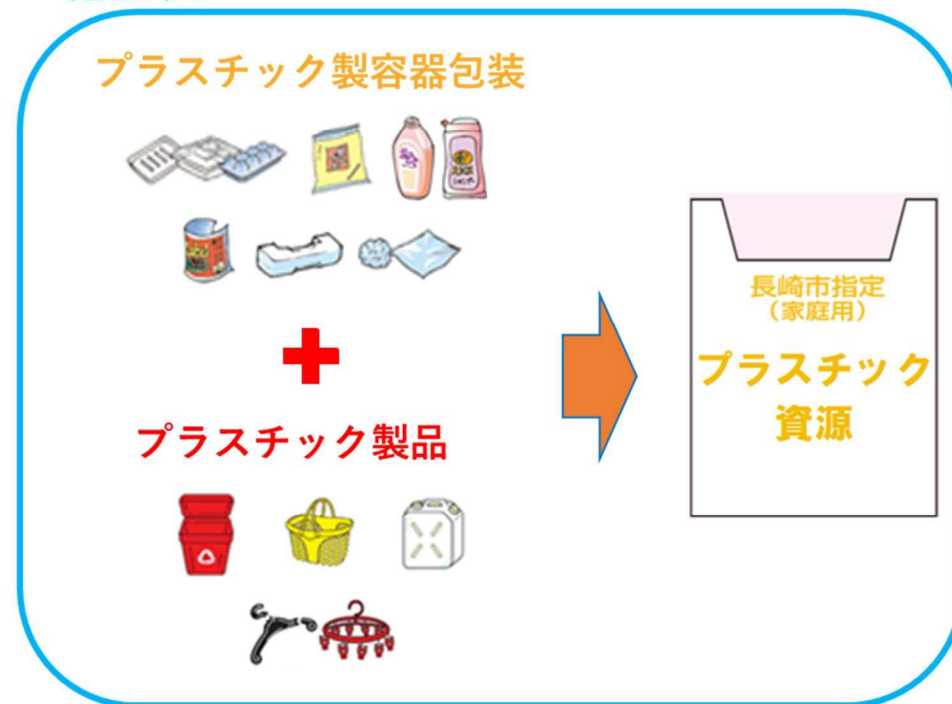 プラスチック製容器包装
プラスチック製品
長崎市指定
（家庭用）
プラスチック
資源